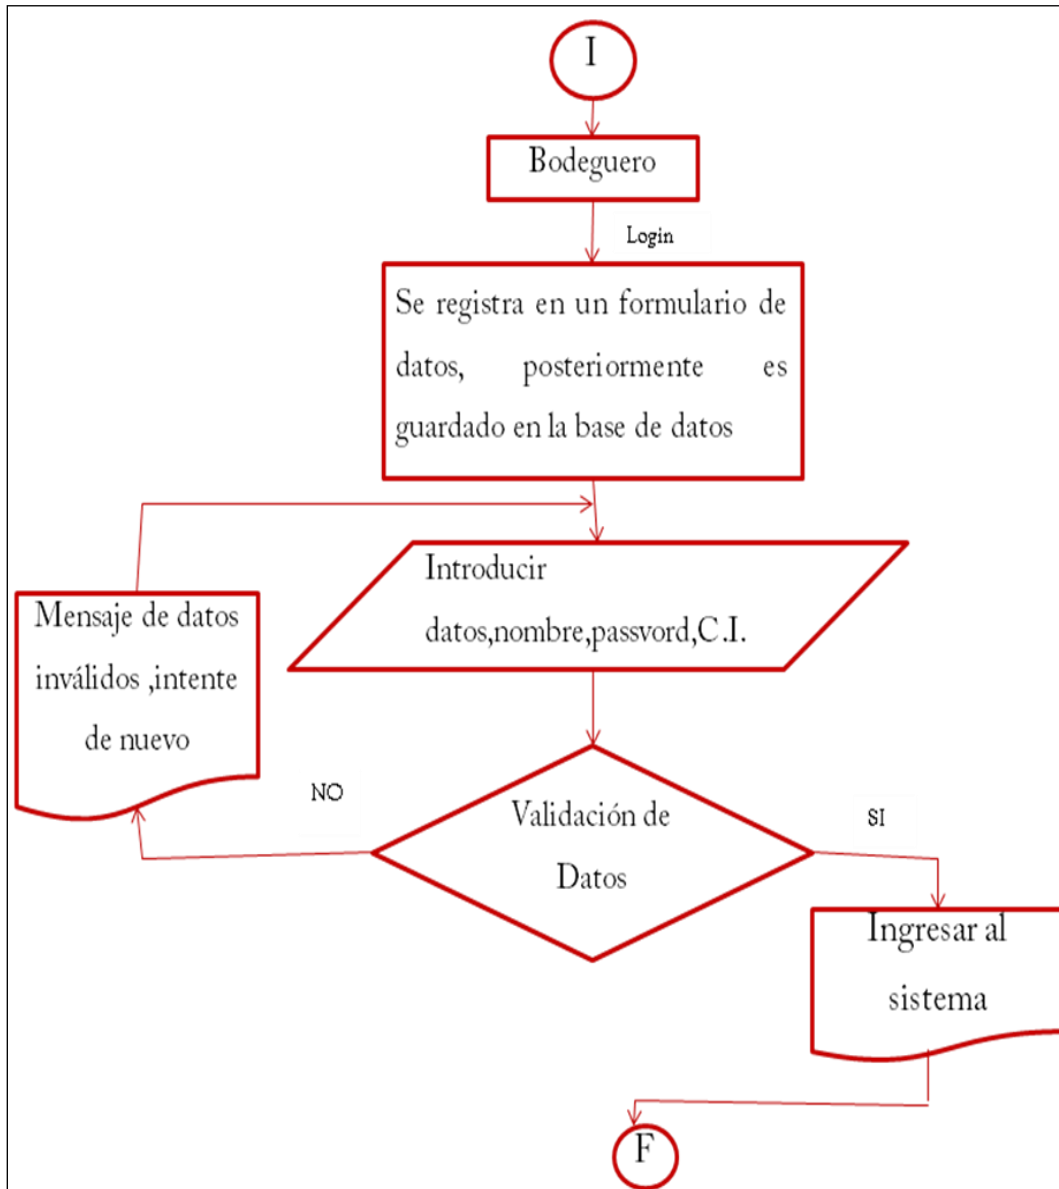 I
Bodeguero
Login
Se registra en un formulario de
datos, posteriormente es
guardado en la base de datos
Introducir
datos,nombre,passvord,C.I.
Mensaje de datos
inválidos ,intente
de nuevo
NO
Validación de
Datos
SI
Ingresar al
sistema
F